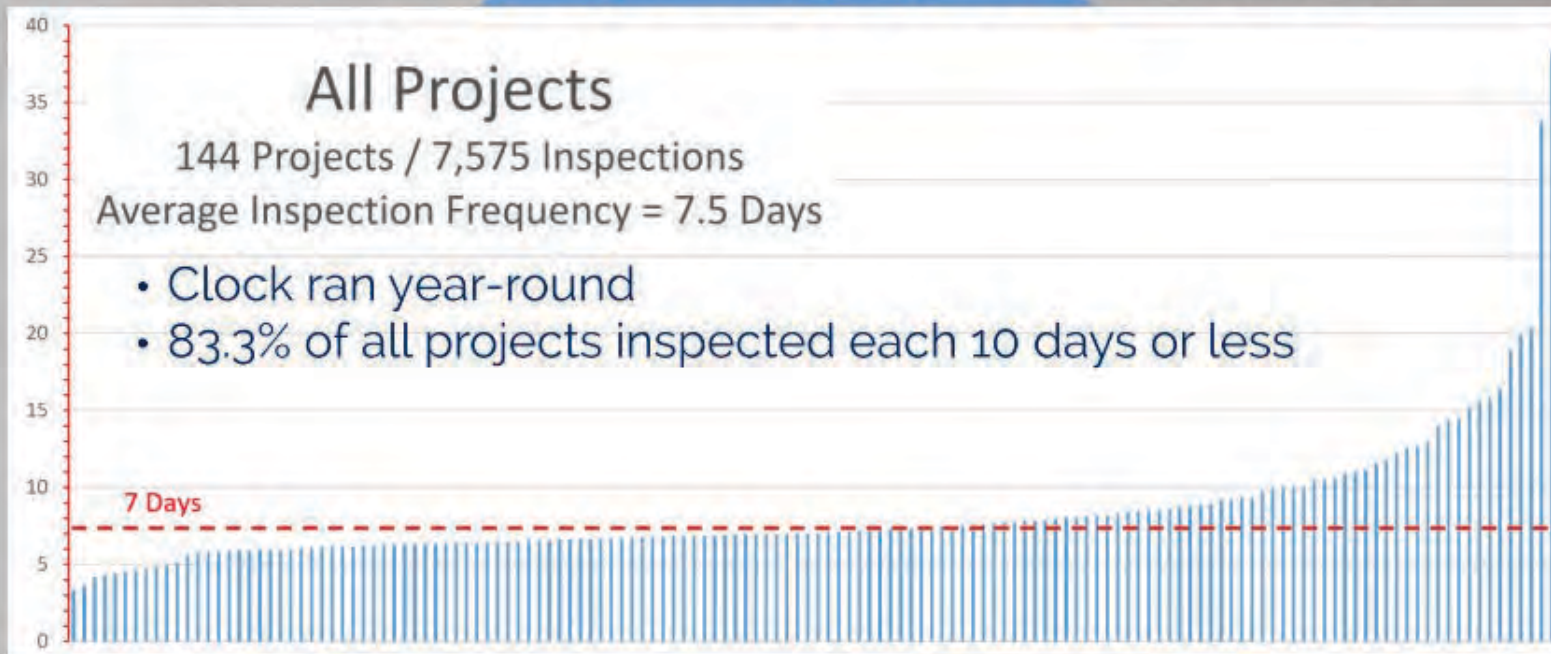 40
All Projects
35
144 Projects / 7,575 Inspections
30
Average Inspection Frequency = 7.5 Days
25
• Clock ran year-round
20
• 83.3% of all projects inspected each 10 days or less
15
10
7 Days
5
0